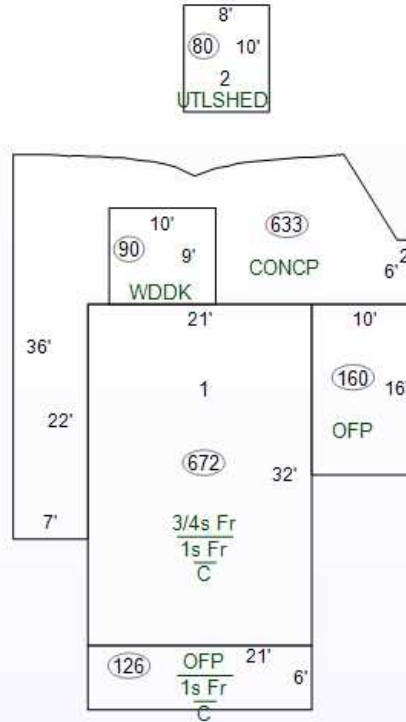 8'
80 10'
2
UTLSHED
10'
633
90 9'
CONCP
2
6'
WDDK
21'
10'
36'
1
160 16'
22'
OFP
672
32'
7'
3/4s Fr
1s Fr
C
126 OFP 21'
1s Fr 6'
C